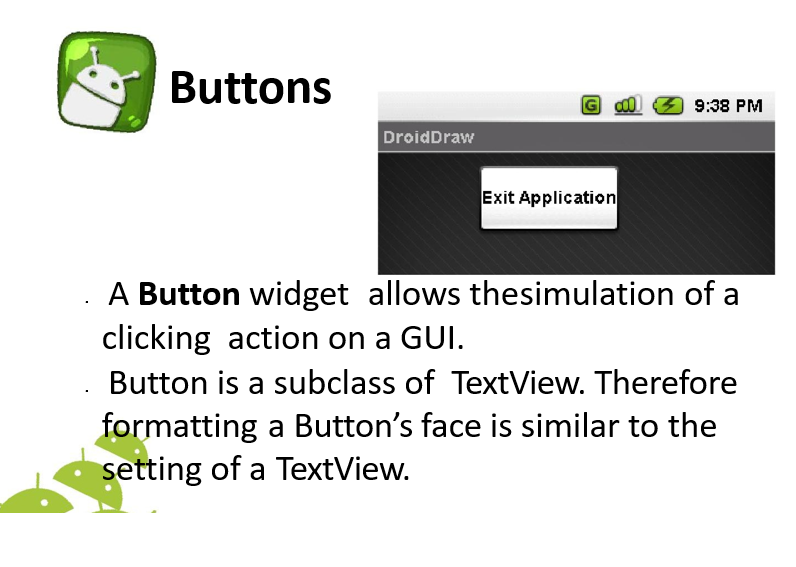 Buttons
G 9:38 PM
DroidDraw
Exit Application
. A Button widget allows thesimulation of a
clicking action on a GUI.
. Button is a subclass of TextView. Therefore
formatting a Button’s face is similar to the
setting of a TextView.